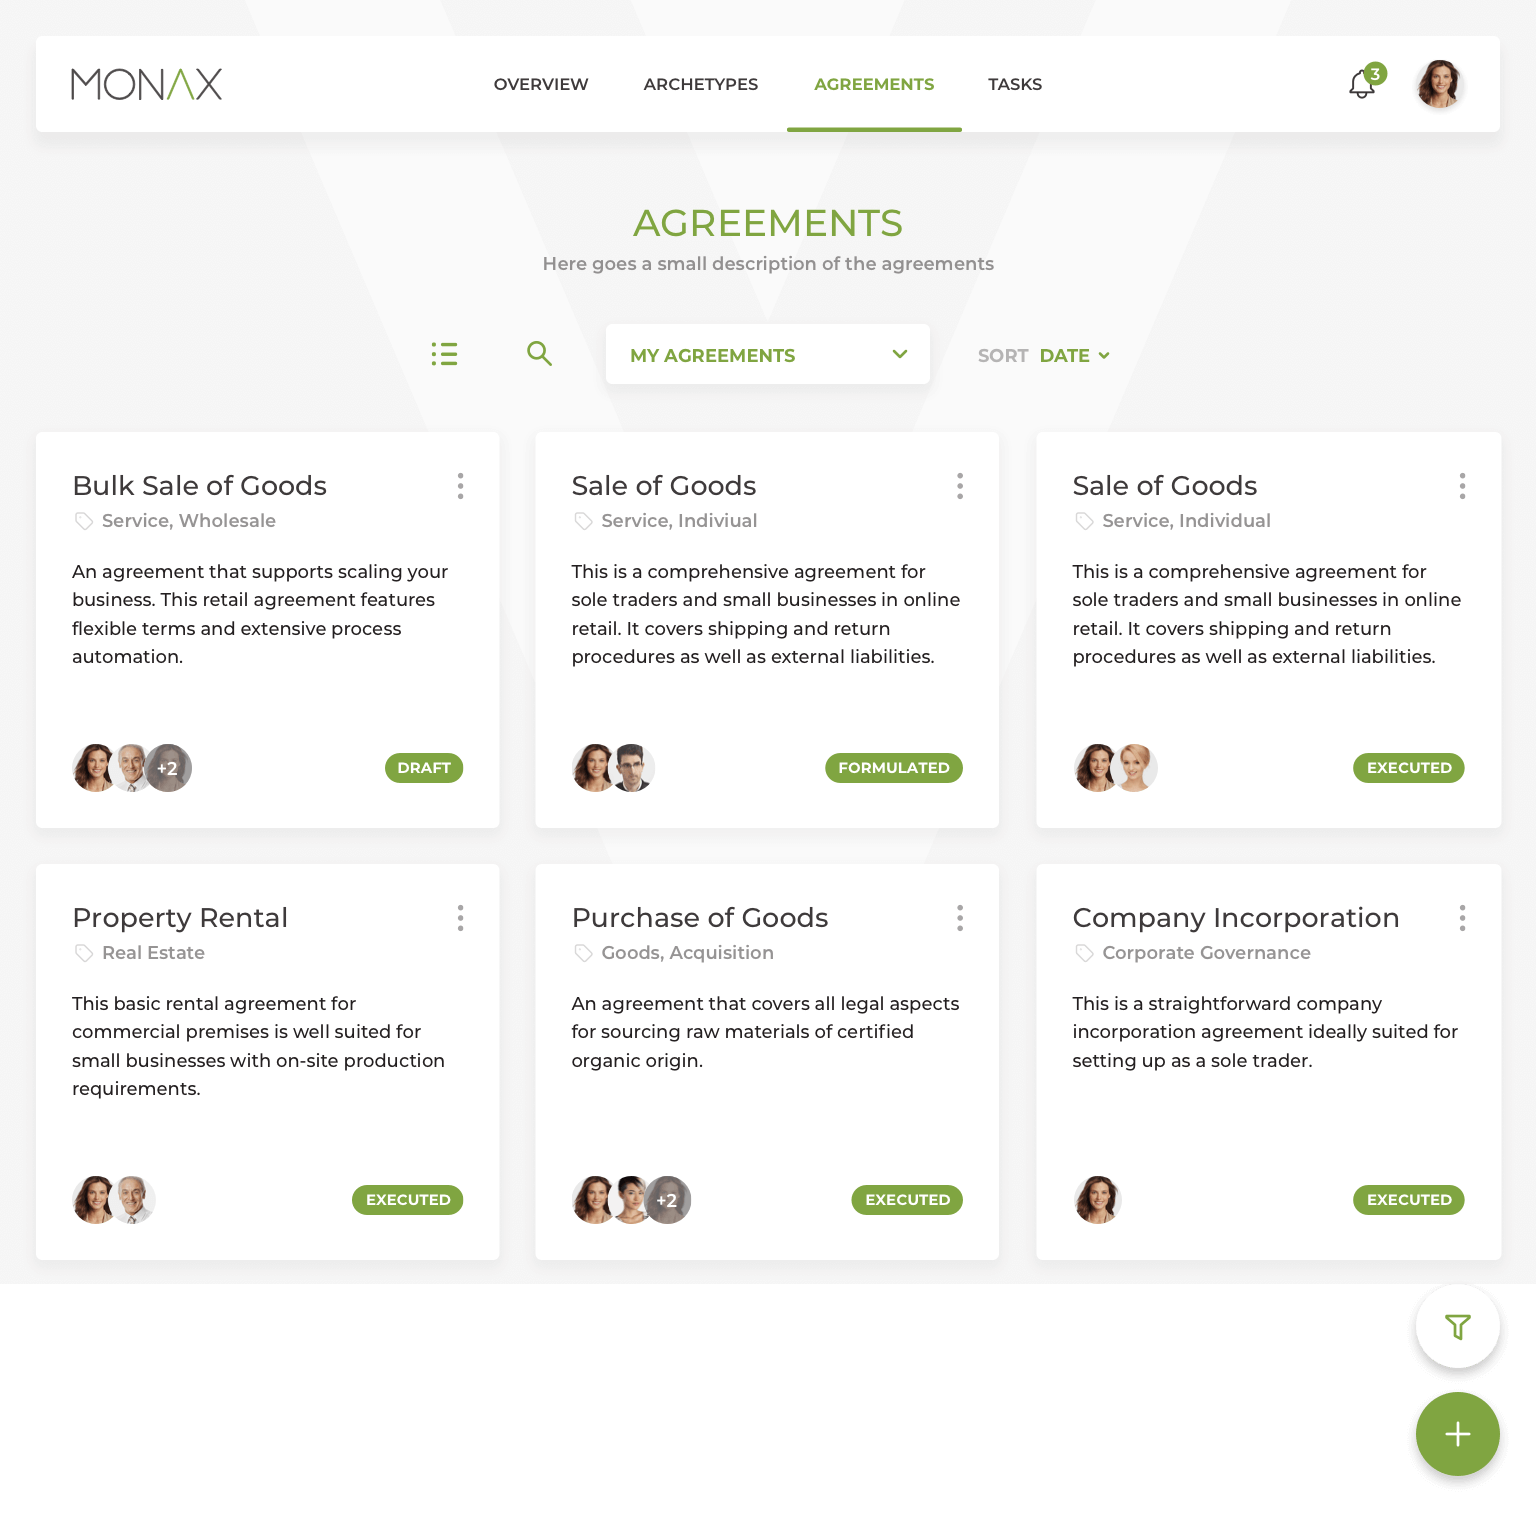 MONAX
OVERVIEW
ARCHETYPES
AGREEMENTS
TASKS
3
AGREEMENTS
Here goes a small description of the agreements
MY AGREEMENTS
SORT DATE
Bulk Sale of Goods
Service, Wholesale
An agreement that supports scaling your
business. This retail agreement features
flexible terms and extensive process
automation.
+2
DRAFT
Sale of Goods
Service, Indiviual
This is a comprehensive agreement for
sole traders and small businesses in online
retail. It covers shipping and return
procedures as well as external liabilities.
FORMULATED
Sale of Goods
Service, Individual
This is a comprehensive agreement for
sole traders and small businesses in online
retail. It covers shipping and return
procedures as well as external liabilities.
EXECUTED
Property Rental
Real Estate
This basic rental agreement for
commercial premises is well suited for
small businesses with on-site production
requirements.
EXECUTED
Purchase of Goods
Goods, Acquisition
An agreement that covers all legal aspects
for sourcing raw materials of certified
organic origin.
+2
EXECUTED
Company Incorporation
Corporate Governance
This is a straightforward company
incorporation agreement ideally suited for
setting up as a sole trader.
EXECUTED